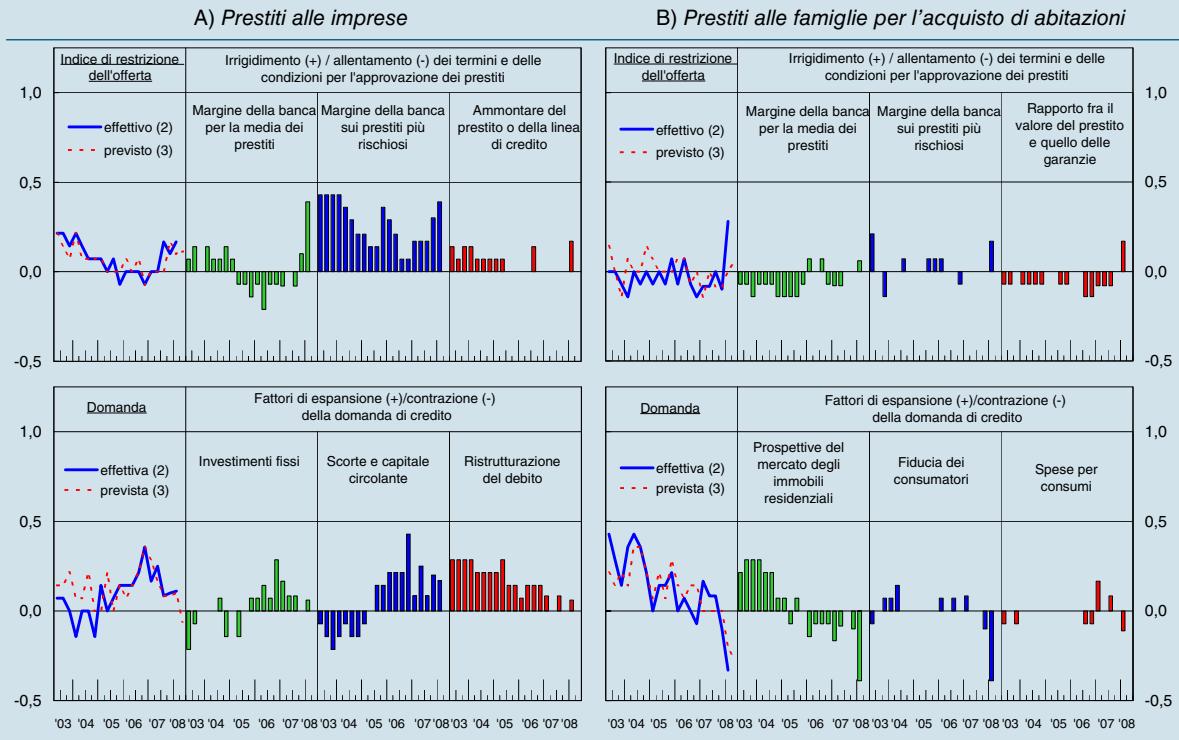 A) Prestiti alle imprese
B) Prestiti alle famiglie per l'acquisto di abitazioni
Indice di restrizione
dell'offerta
Irrigidimento (+) / allentamento (-) dei termini e delle
condizioni per l'approvazione dei prestiti
1,0
0,5
0,0
-0,5
effettivo (2)
previsto (3)
Margine della banca
per la media dei
prestiti
Margine della banca
sui prestiti più
rischiosi
Ammontare del
prestito o della linea
di credito
Indice di restrizione
dell'offerta
Irrigidimento (+) / allentamento (-) dei termini e delle
condizioni per l'approvazione dei prestiti
effettivo (2)
previsto (3)
Margine della banca
per la media dei
prestiti
Margine della banca
sui prestiti più
rischiosi
Rapporto fra il
valore del prestito
e quello delle
garanzie
1,0
0,5
0,0
-0,5
Domanda
Fattori di espansione (+)/contrazione (-)
della domanda di credito
1,0
0,5
0,0
-0,5
effettiva (2)
prevista (3)
Investimenti fissi
Scorte e capitale
circolante
Ristrutturazione
del debito
'03 '04 '05 '06 '07 '08 '03 '04 '05 '06 '07 '08 '03 '04 '05 '06 '07 '08 '03 '04 '05 '06 '07 '08
Domanda
Fattori di espansione (+)/contrazione (-)
della domanda di credito
effettiva (2)
prevista (3)
Prospettive del
mercato degli
immobili
residenziali
Fiducia dei
consumatori
Spese per
consumi
1,0
0,5
0,0
-0,5
'03 '04 '05 '06 '07 '08 '03 '04 '05 '06 '07 '08 '03 '04 '05 '06 '07 '08 '03 '04 '05 '06 '07 '08